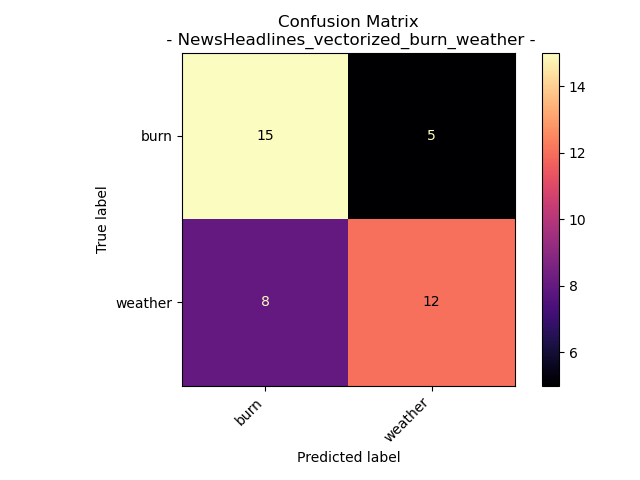 Confusion Matrix
- NewsHeadlines_vectorized_burn_weather -
True label
burn
15
5
weather
8
12
burn
weather
Predicted label
14
12
10
8
6